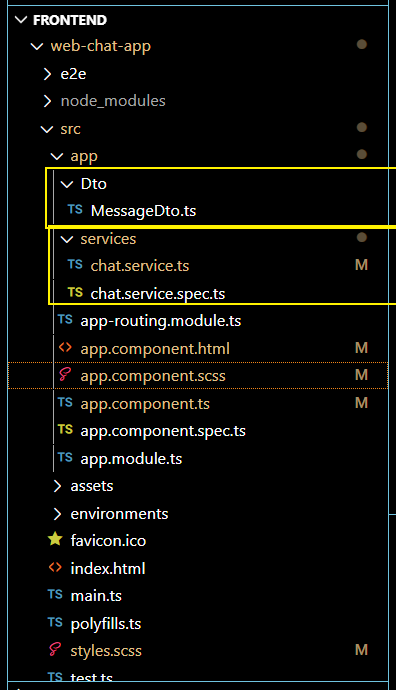 FRONTEND
web-chat-app
e2e
node_modules
src
app
Dto
TS MessageDto.ts
services
TS chat.service.ts M
TS chat.service.spec.ts
TS app-routing.module.ts
<> app.component.html M
app.component.scss M
TS app.component.ts M
TS app.component.spec.ts
TS app.module.ts
assets
environments
favicon.ico
<> index.html
TS main.ts
TS polyfills.ts
styles.scss M
TS test.ts